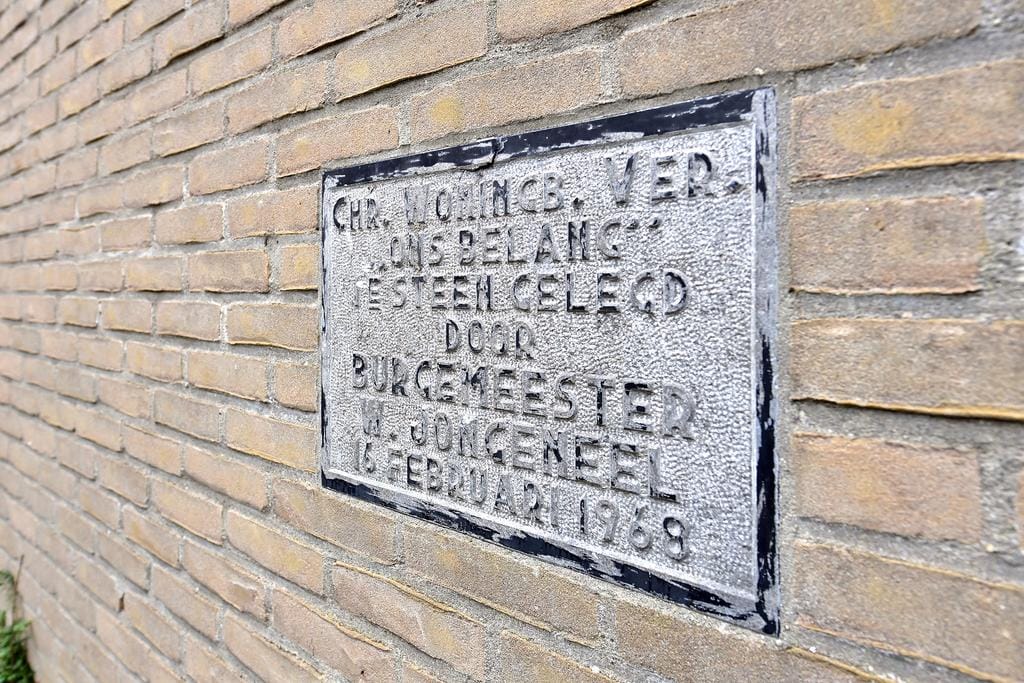 CHR. WONINGB. VER.
„ONS BELANG"
1E STEEN GELEGD
DOOR
BURGEMEESTER
W. JONGENEEL
16 FEBRUARI 1968